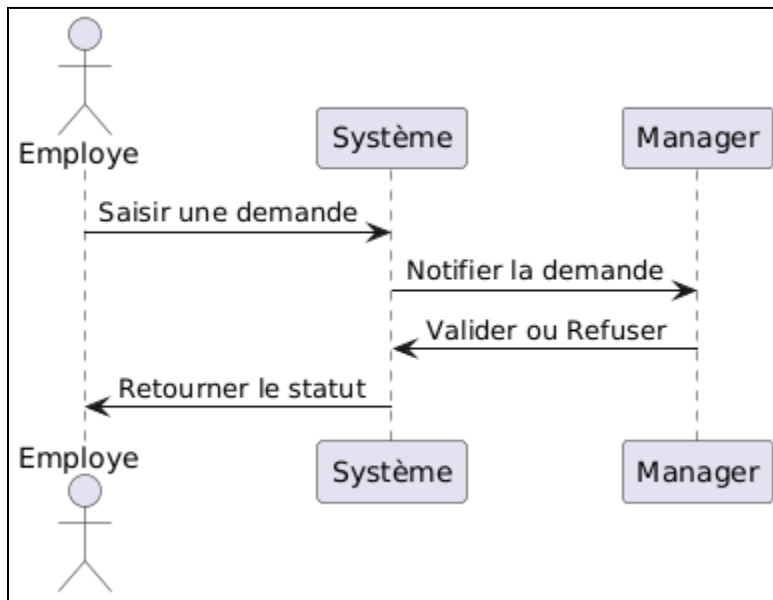 Employe
Système
Manager
Saisir une demande
Notifier la demande
Valider ou Refuser
Retourner le statut
Employe
Système
Manager